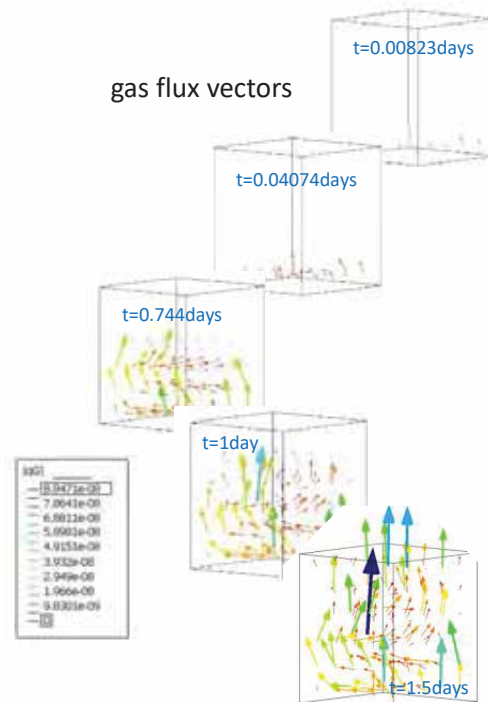 t=0.00823days
gas flux vectors
t=0.04074days
t=0.744days
t=1day
|qG|
8.8471e-08
7.8641e-08
6.8811e-08
5.8981e-08
4.9151e-08
3.932e-08
2.949e-08
1.966e-08
9.8301e-09
0
t=1.5days